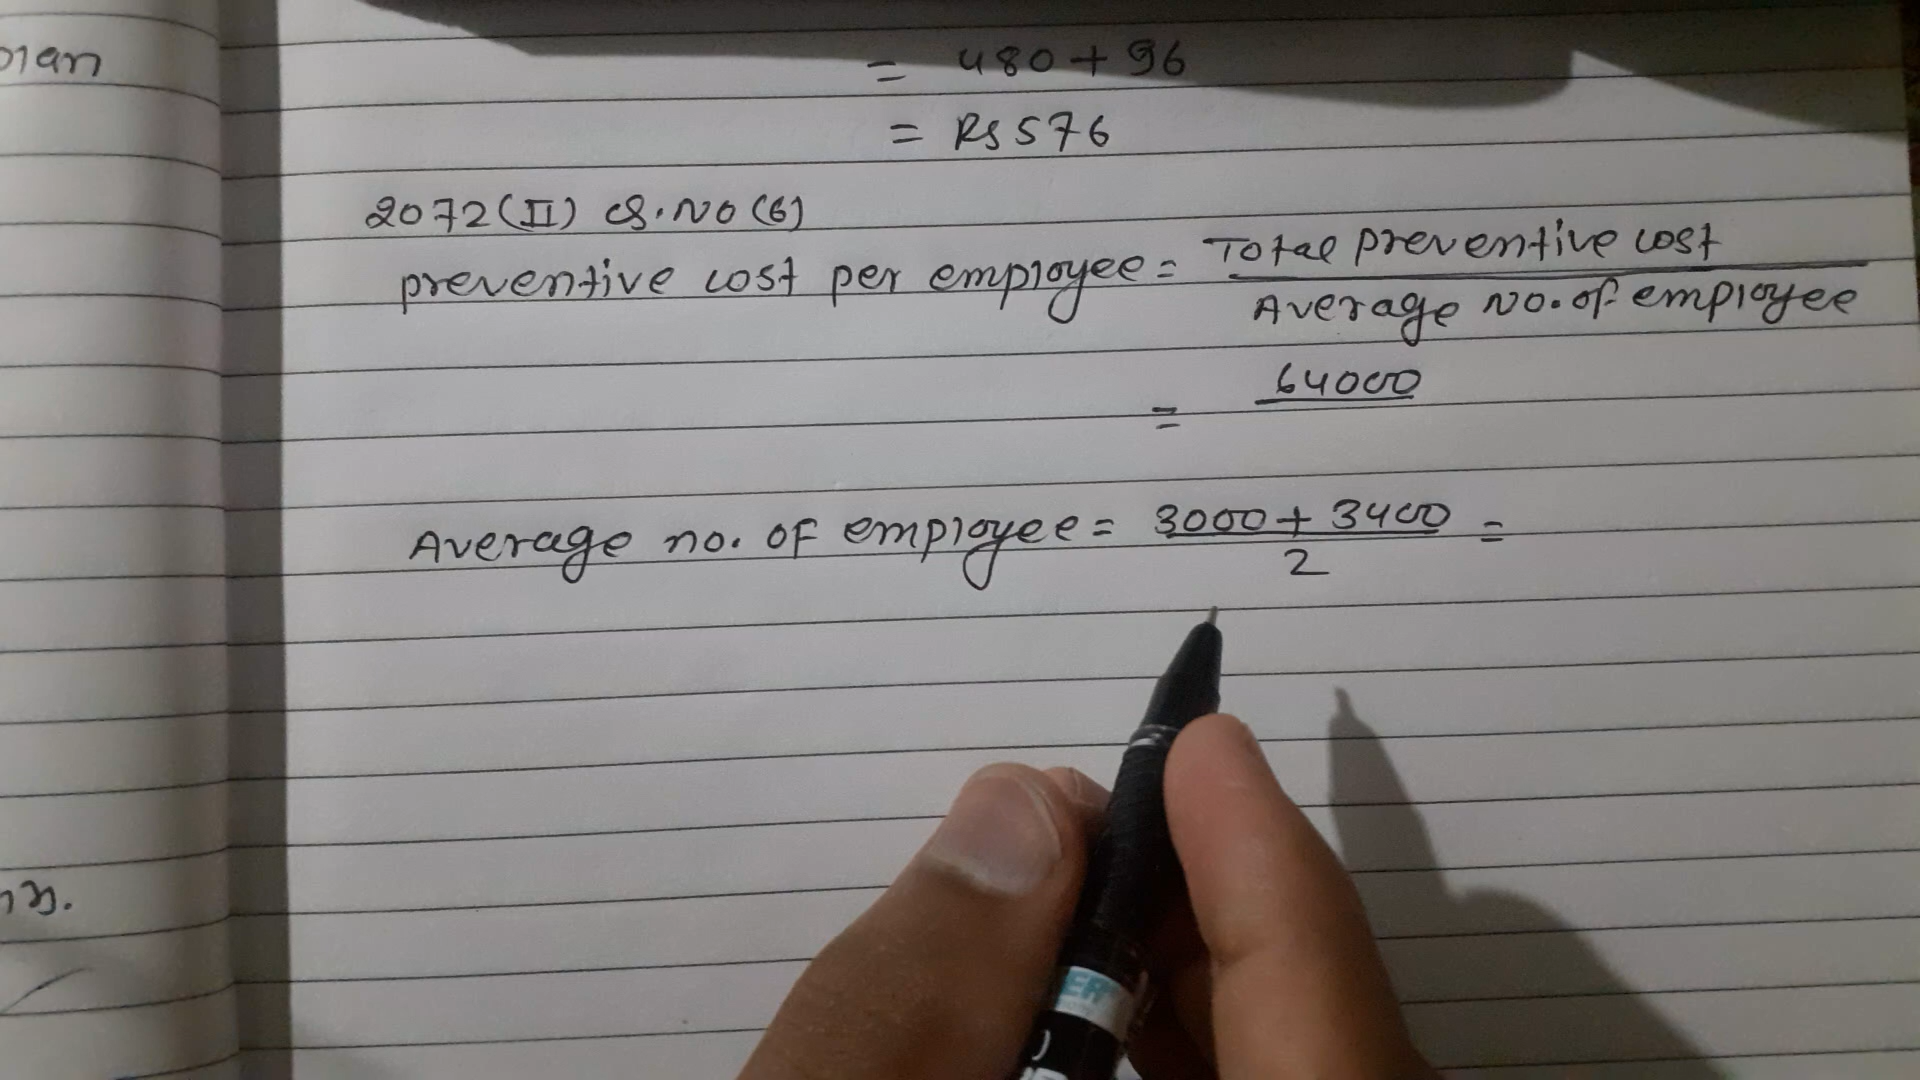 = 480 + 96
= Rs 576
2072 (II) Q.NO (6)
preventive cost per employee = Total preventive cost
Average No. of employee
= 64000
Average no. of employee = 3000 + 3400 =
2